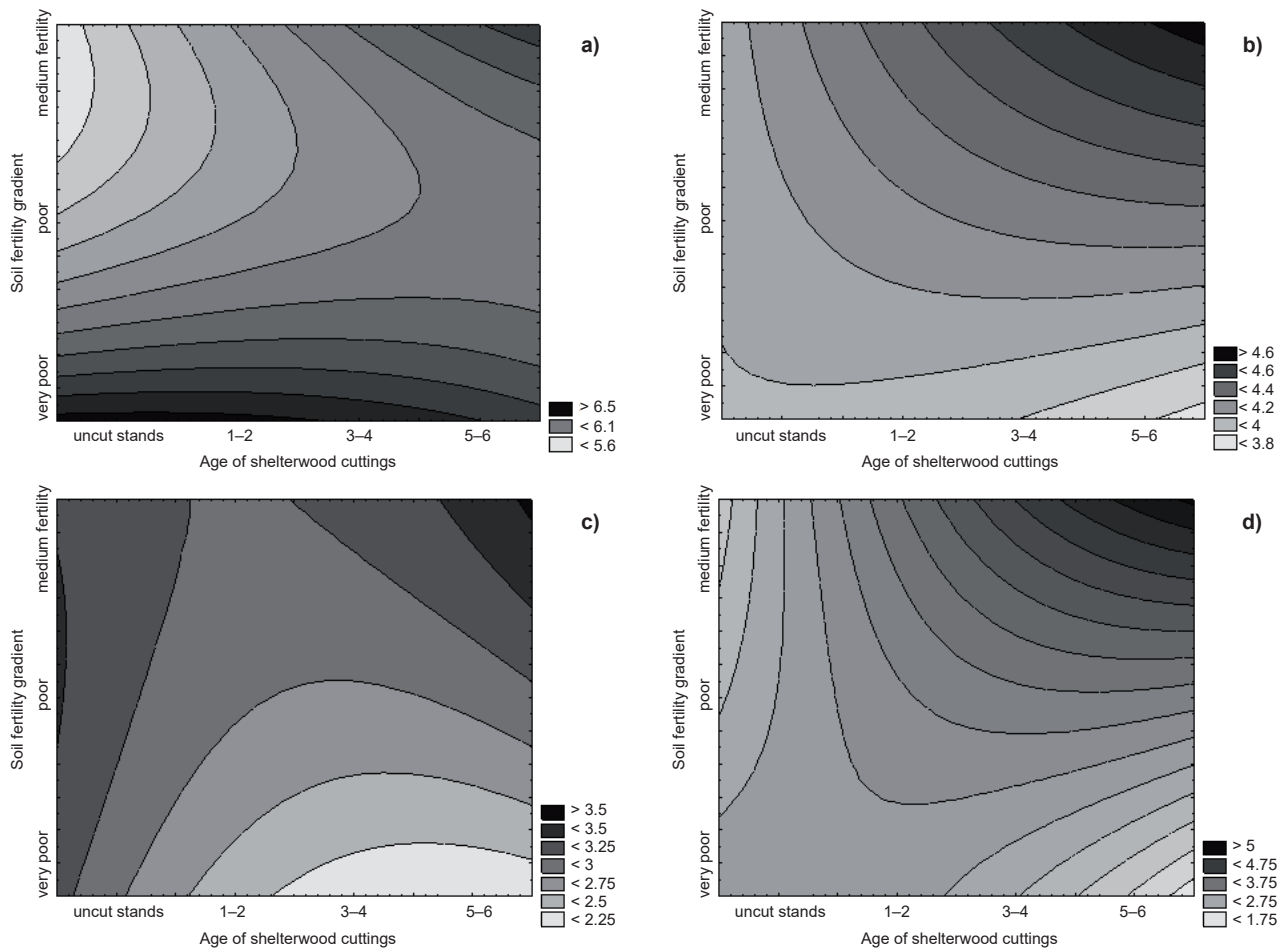 a)
Soil fertility gradient
medium fertility
poor
very poor
uncut stands 1–2 3–4 5–6
Age of shelterwood cuttings
> 6.5
< 6.1
< 5.6
b)
Soil fertility gradient
medium fertility
poor
very poor
uncut stands 1–2 3–4 5–6
Age of shelterwood cuttings
> 4.6
< 4.6
< 4.4
< 4.2
< 4
< 3.8
c)
Soil fertility gradient
medium fertility
poor
very poor
uncut stands 1–2 3–4 5–6
Age of shelterwood cuttings
> 3.5
< 3.5
< 3.25
< 3
< 2.75
< 2.5
< 2.25
d)
Soil fertility gradient
medium fertility
poor
very poor
uncut stands 1–2 3–4 5–6
Age of shelterwood cuttings
> 5
< 4.75
< 3.75
< 2.75
< 1.75